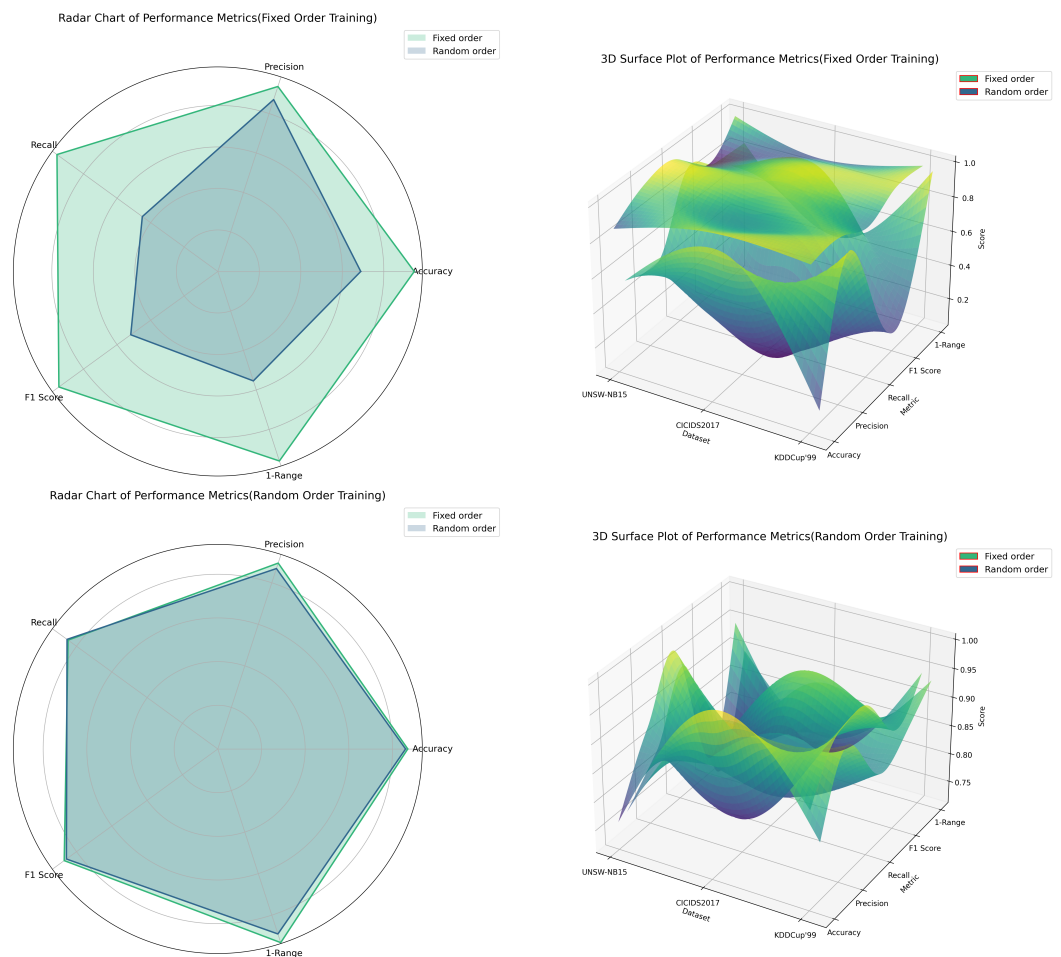 Radar Chart of Performance Metrics(Fixed Order Training)
Fixed order
Random order
Precision
Recall
Accuracy
F1 Score
1-Range
3D Surface Plot of Performance Metrics(Fixed Order Training)
Fixed order
Random order
1.0
0.8
0.6
0.4
0.2
Score
1-Range
F1 Score
Recall
Metric
Precision
Accuracy
UNSW-NB15
CICIDS2017
Dataset
KDDCup'99
Radar Chart of Performance Metrics(Random Order Training)
Fixed order
Random order
Precision
Recall
Accuracy
F1 Score
1-Range
3D Surface Plot of Performance Metrics(Random Order Training)
Fixed order
Random order
1.00
0.95
0.90
0.85
0.80
0.75
Score
1-Range
F1 Score
Recall
Metric
Precision
Accuracy
UNSW-NB15
CICIDS2017
Dataset
KDDCup'99